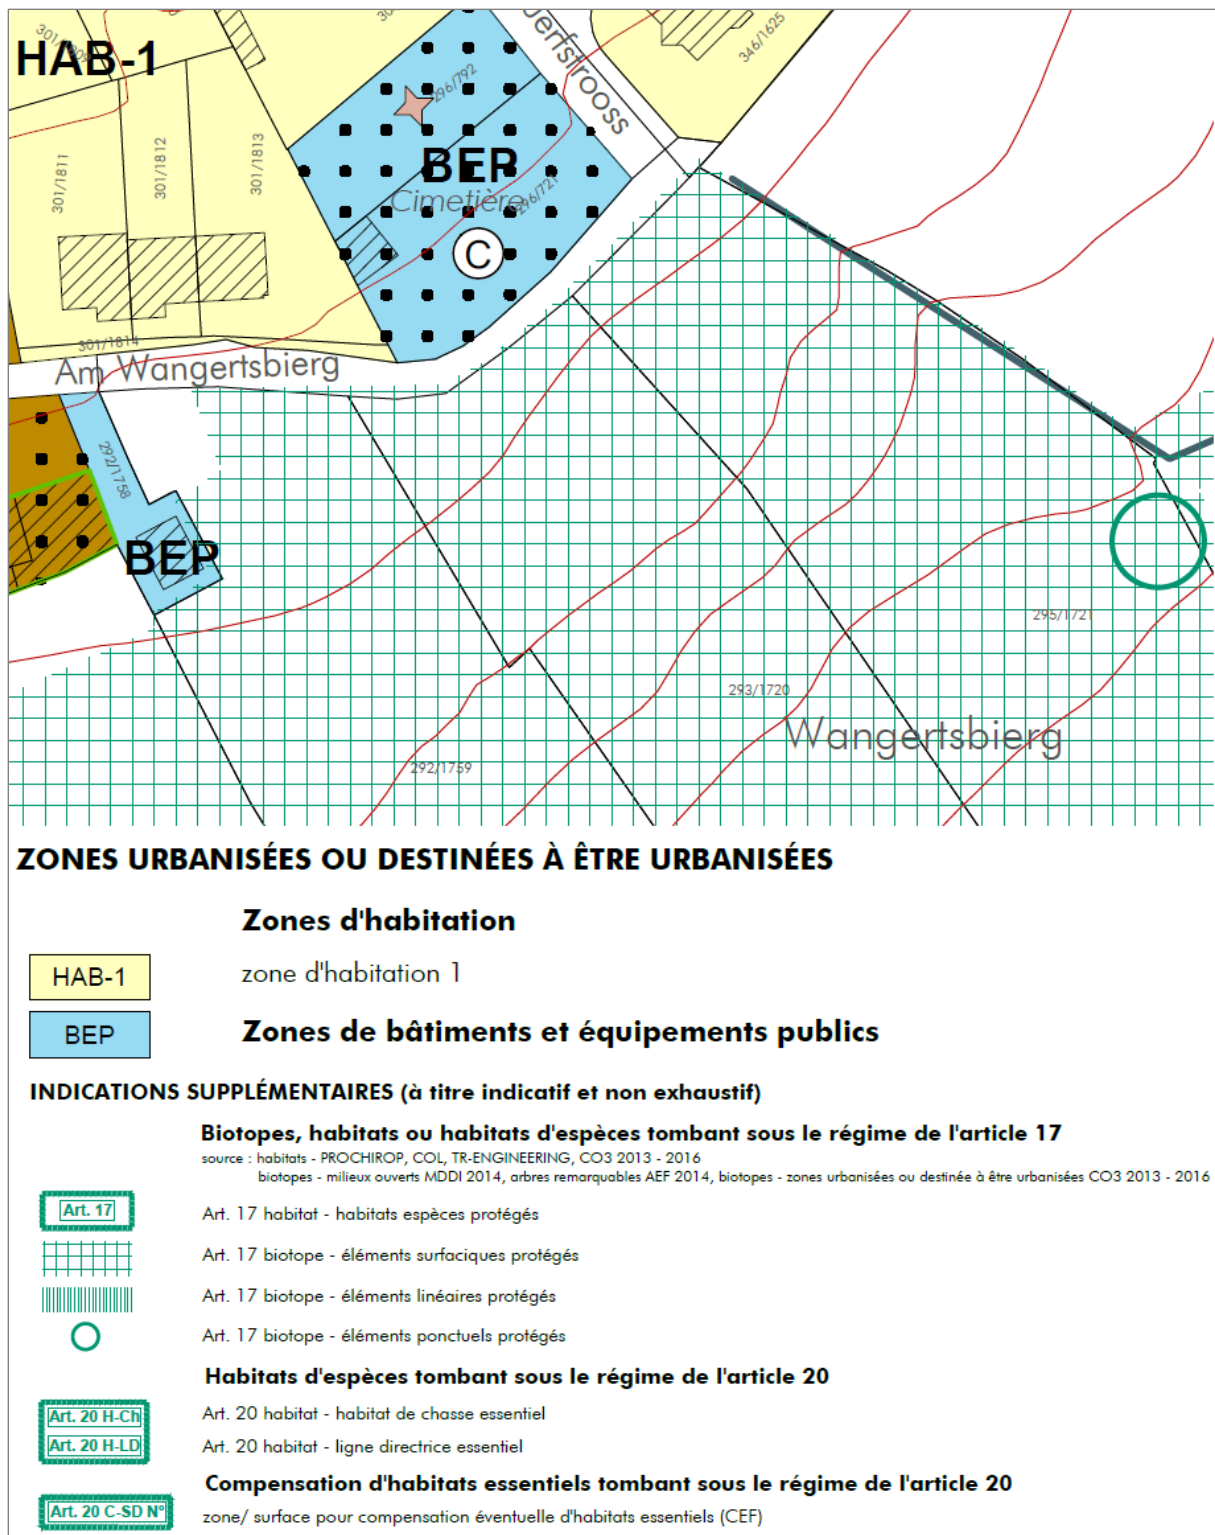 HAB-1
296/792
346/1625
301/1811
301/1812
301/1813
BEP
Cimetière
296/721
C
301/1814
Am Wangertsbierg
292/1758
BEP
295/1721
293/1720
Wangertsbierg
292/1759
ZONES URBANISÉES OU DESTINÉES À ÊTRE URBANISÉES
Zones d'habitation
HAB-1 zone d'habitation 1
BEP Zones de bâtiments et équipements publics
INDICATIONS SUPPLÉMENTAIRES (à titre indicatif et non exhaustif)
Biotopes, habitats ou habitats d'espèces tombant sous le régime de l'article 17
source : habitats - PROCHIROP, COL, TR-ENGINEERING, CO3 2013 - 2016
biotopes - milieux ouverts MDDI 2014, arbres remarquables AEF 2014, biotopes - zones urbanisées ou destinée à être urbanisées CO3 2013 - 2016
Art. 17 Art. 17 habitat - habitats espèces protégés
Art. 17 biotope - éléments surfaciques protégés
Art. 17 biotope - éléments linéaires protégés
Art. 17 biotope - éléments ponctuels protégés
Habitats d'espèces tombant sous le régime de l'article 20
Art. 20 H-Ch Art. 20 habitat - habitat de chasse essentiel
Art. 20 H-LD Art. 20 habitat - ligne directrice essentiel
Compensation d'habitats essentiels tombant sous le régime de l'article 20
Art. 20 C-SD N° zone/ surface pour compensation éventuelle d'habitats essentiels (CEF)